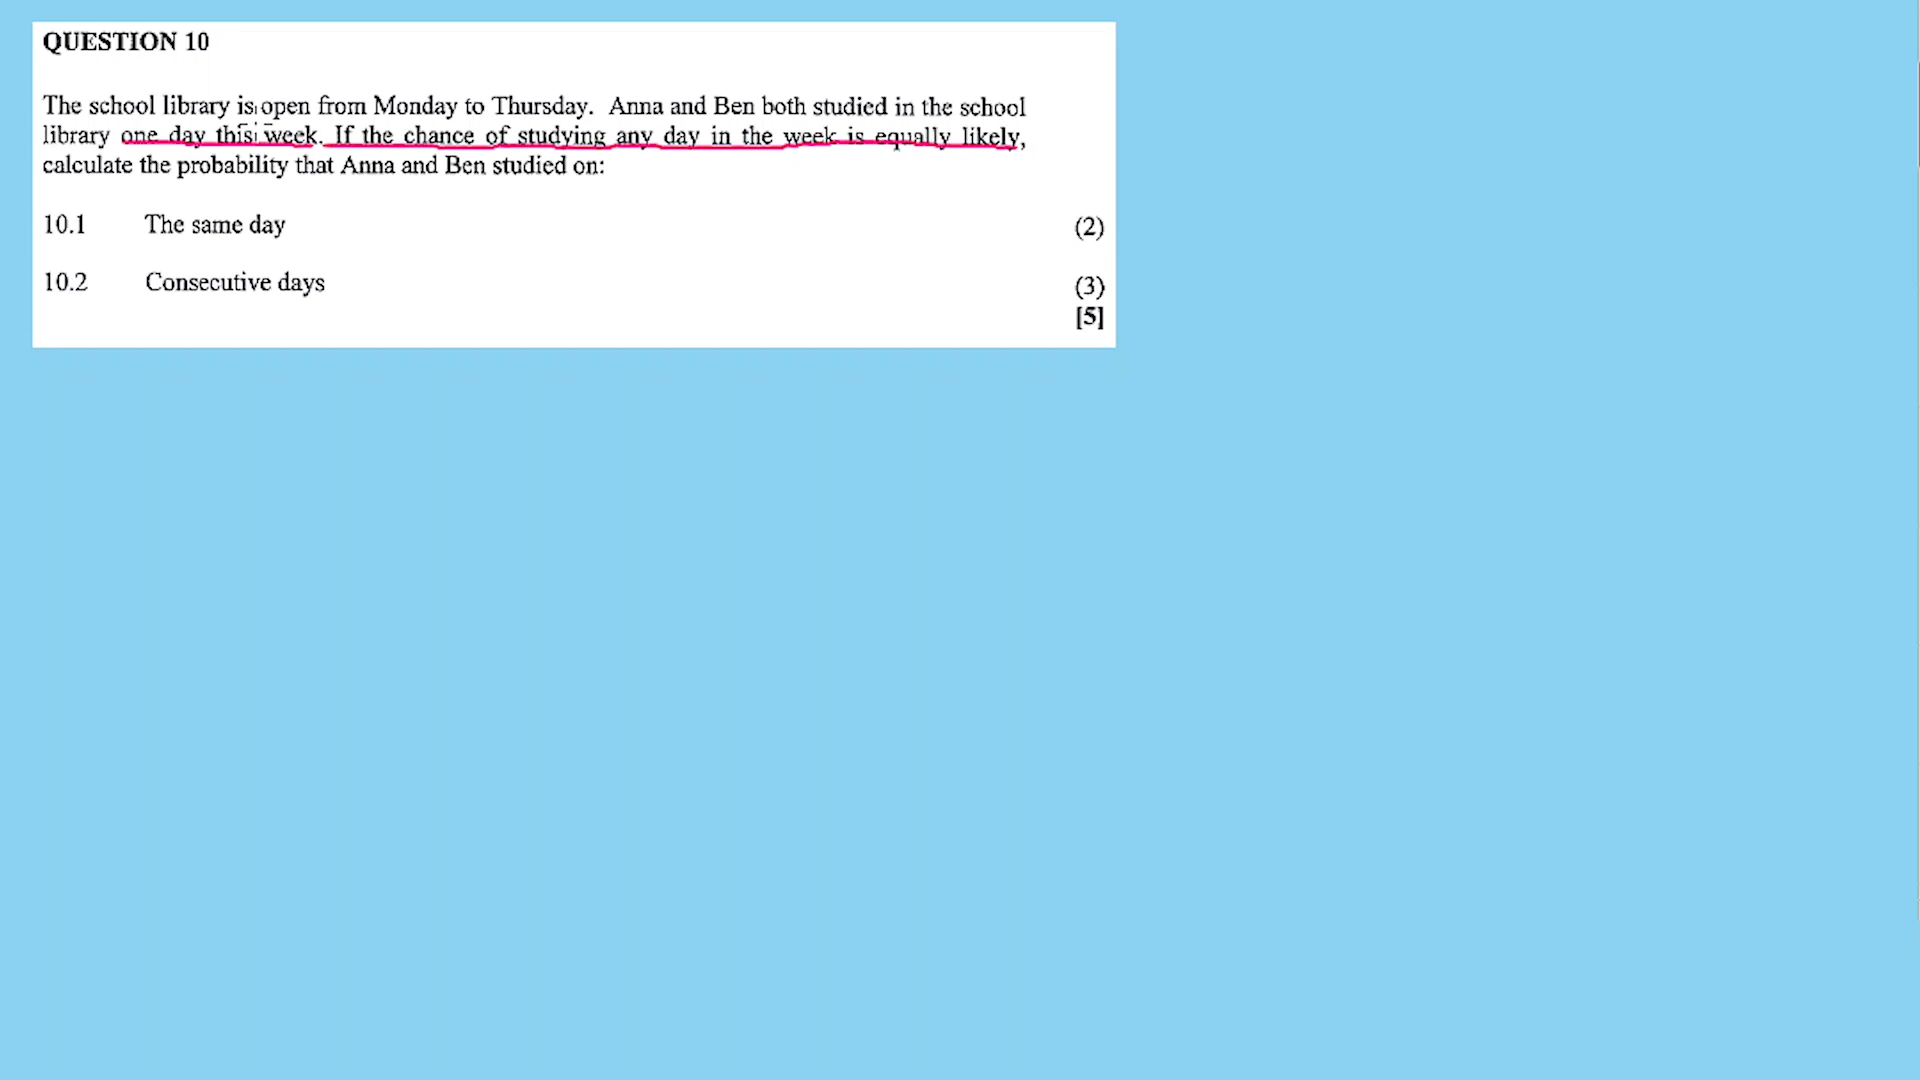 QUESTION 10
The school library is open from Monday to Thursday. Anna and Ben both studied in the school
library one day this week. If the chance of studying any day in the week is equally likely,
calculate the probability that Anna and Ben studied on:
10.1 The same day (2)
10.2 Consecutive days (3)
[5]